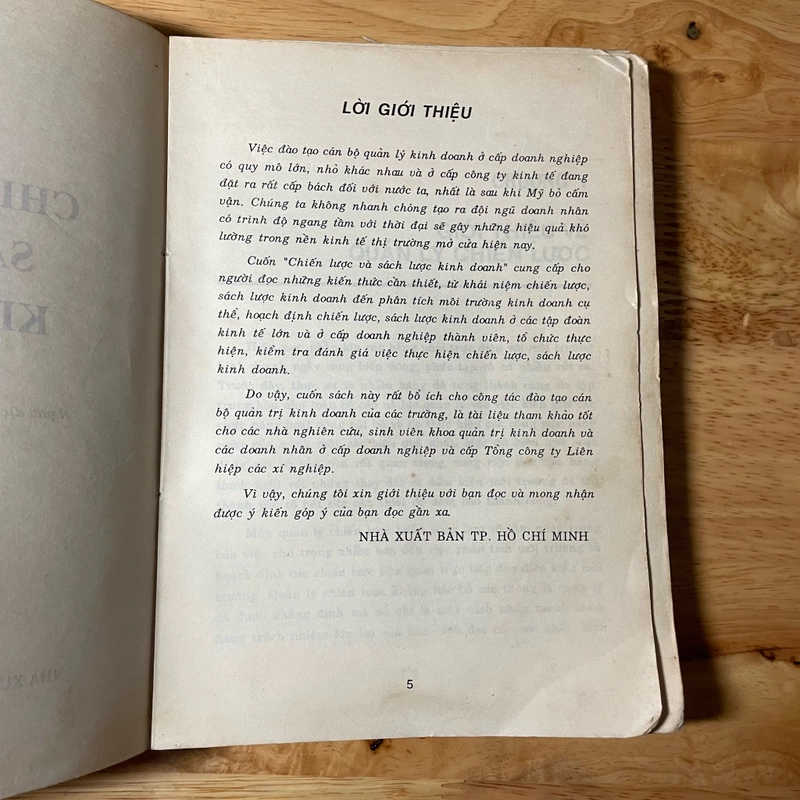 LỜI GIỚI THIỆU
Việc đào tạo cán bộ quản lý kinh doanh ở cấp doanh nghiệp
có quy mô lớn, nhỏ khác nhau và ở cấp công ty kinh tế đang
đặt ra rất cấp bách đối với nước ta, nhất là sau khi Mỹ bỏ cấm
vận. Chúng ta không nhanh chóng tạo ra đội ngũ doanh nhân
có trình độ ngang tầm với thời đại sẽ gây những hiệu quả khó
lường trong nền kinh tế thị trường mở cửa hiện nay.
Cuốn "Chiến lược và sách lược kinh doanh" cung cấp cho
người đọc những kiến thức cần thiết, từ khái niệm chiến lược,
sách lược kinh doanh đến phân tích môi trường kinh doanh cụ
thể, hoạch định chiến lược, sách lược kinh doanh ở các tập đoàn
kinh tế lớn và ở cấp doanh nghiệp thành viên, tổ chức thực
hiện, kiểm tra đánh giá việc thực hiện chiến lược, sách lược
kinh doanh.
Do vậy, cuốn sách này rất bổ ích cho công tác đào tạo cán
bộ quản trị kinh doanh của các trường, là tài liệu tham khảo tốt
cho các nhà nghiên cứu, sinh viên khoa quản trị kinh doanh và
các doanh nhân ở cấp doanh nghiệp và cấp Tổng công ty Liên
hiệp các xí nghiệp.
Vì vậy, chúng tôi xin giới thiệu với bạn đọc và mong nhận
được ý kiến góp ý của bạn đọc gần xa.
NHÀ XUẤT BẢN TP. HỒ CHÍ MINH
5